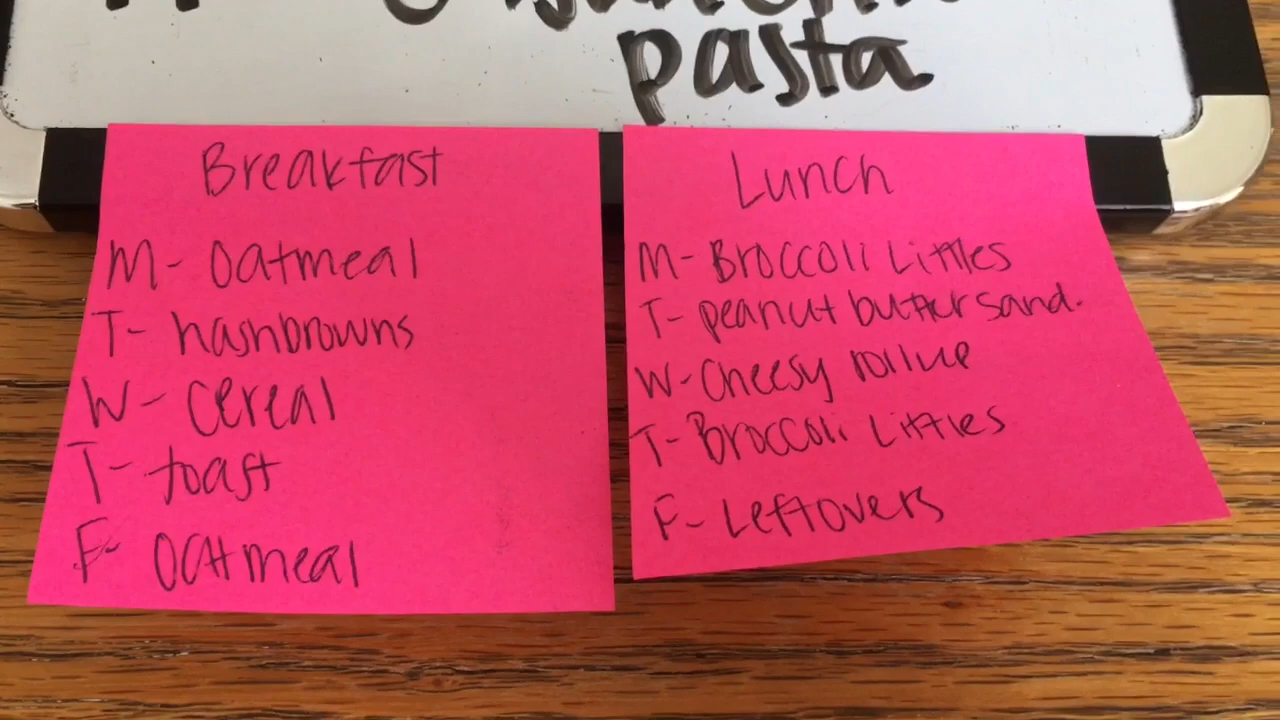 pasta
Breakfast
M- Oatmeal
T- hashbrowns
W- cereal
T- toast
F- Oatmeal
Lunch
M- Broccoli Littles
T- peanut butter sand.
W- Cheesy rollup
T- Broccoli Littles
F- Leftovers